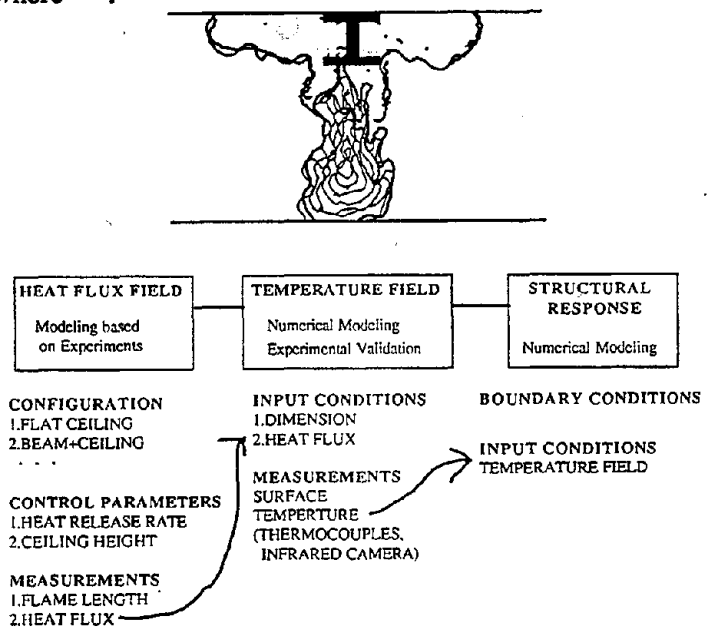 where
HEAT FLUX FIELD
Modeling based
on Experiments
TEMPERATURE FIELD
Numerical Modeling
Experimental Validation
STRUCTURAL
RESPONSE
Numerical Modeling
CONFIGURATION
1.FLAT CEILING
2.BEAM+CEILING
. . .
CONTROL PARAMETERS
1.HEAT RELEASE RATE
2.CEILING HEIGHT
MEASUREMENTS
1.FLAME LENGTH
2.HEAT FLUX
INPUT CONDITIONS
1.DIMENSION
2.HEAT FLUX
MEASUREMENTS
SURFACE
TEMPERTURE
(THERMOCOUPLES,
INFRARED CAMERA)
BOUNDARY CONDITIONS
INPUT CONDITIONS
TEMPERATURE FIELD